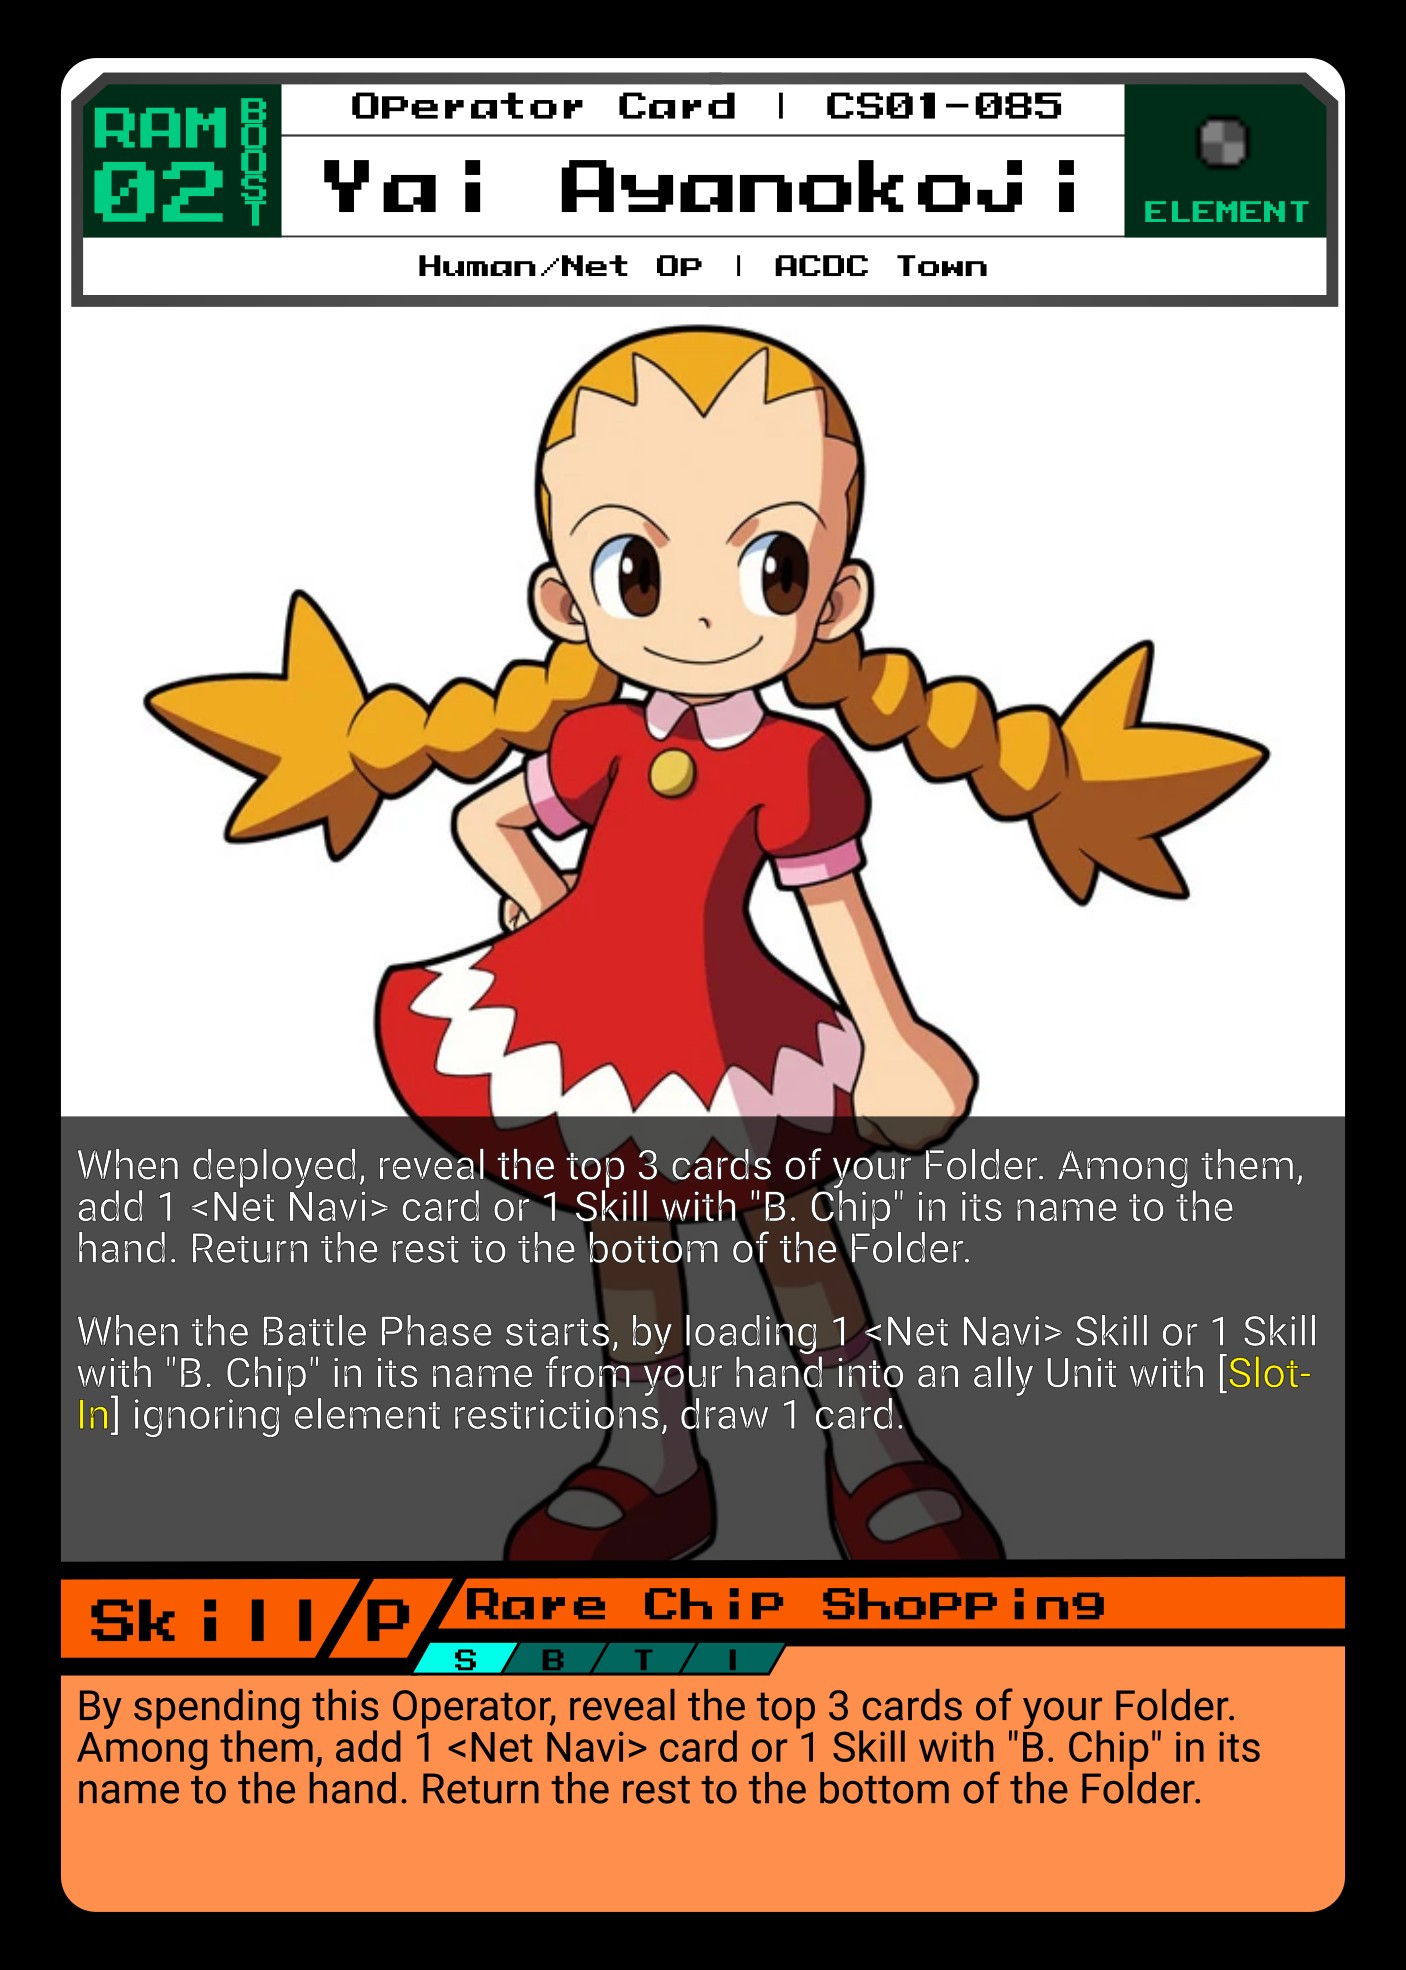 RAM
02
BOOST
Operator Card | CS01-085
Yai Ayanokoji
ELEMENT
Human/Net Op | ACDC Town
When deployed, reveal the top 3 cards of your Folder. Among them,
add 1 <Net Navi> card or 1 Skill with "B. Chip" in its name to the
hand. Return the rest to the bottom of the Folder.
When the Battle Phase starts, by loading 1 <Net Navi> Skill or 1 Skill
with "B. Chip" in its name from your hand into an ally Unit with [Slot-
In] ignoring element restrictions, draw 1 card.
Skill/P/Rare Chip Shopping
S B T I
By spending this Operator, reveal the top 3 cards of your Folder.
Among them, add 1 <Net Navi> card or 1 Skill with "B. Chip" in its
name to the hand. Return the rest to the bottom of the Folder.